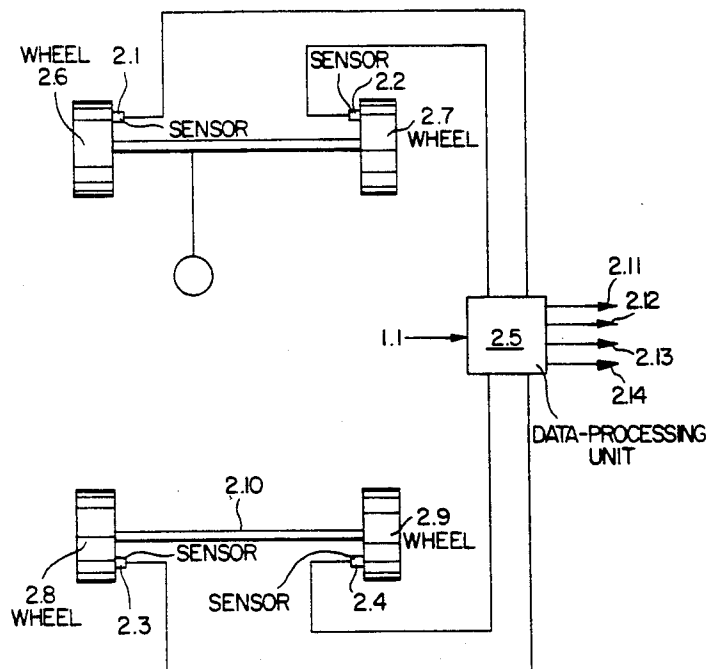 WHEEL
2.6
2.1
SENSOR
SENSOR
2.2
2.7
WHEEL
1.1
2.5
2.11
2.12
2.13
2.14
DATA-PROCESSING
UNIT
2.10
2.8
WHEEL
SENSOR
2.3
SENSOR
2.4
2.9
WHEEL